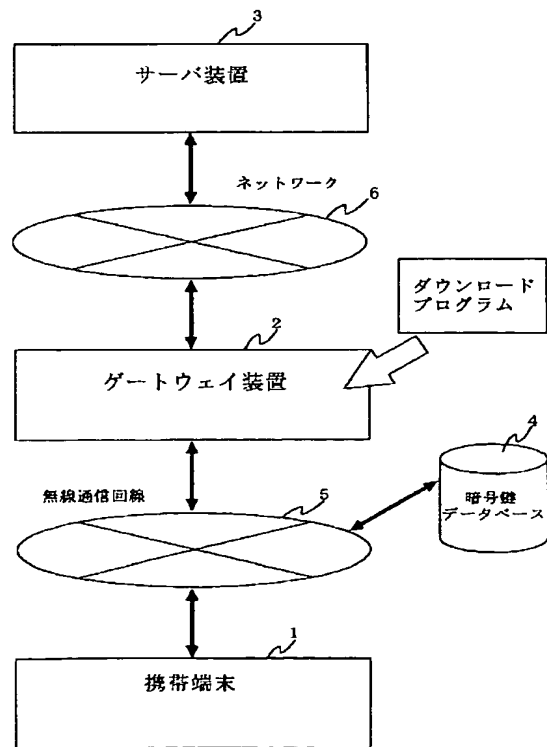 3
サーバ装置
ネットワーク
6
ダウンロード
プログラム
2
ゲートウェイ装置
4
無線通信回線
5
暗号鍵
データベース
1
携帯端末